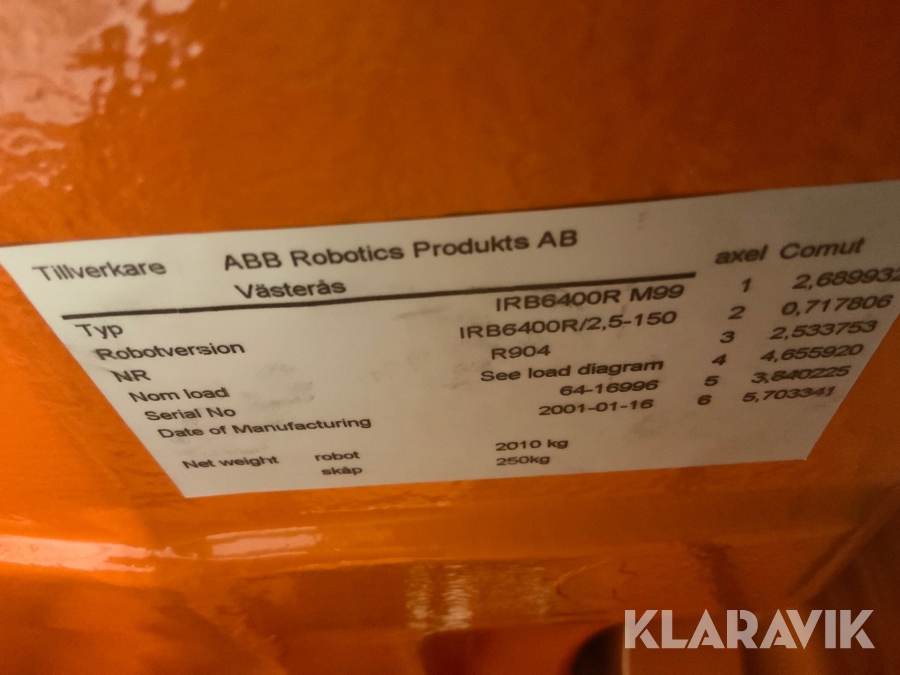 Tillverkare ABB Robotics Produkts AB
Västerås
Typ IRB6400R M99
Robotversion IRB6400R/2,5-150
NR R904
Nom load See load diagram
Serial No 64-16996
Date of Manufacturing 2001-01-16
Net weight robot 2010 kg
skåp 250kg
axel Comut
1 2,689932
2 0,717806
3 2,533753
4 4,655920
5 3,840225
6 5,703341
KLARAVIK